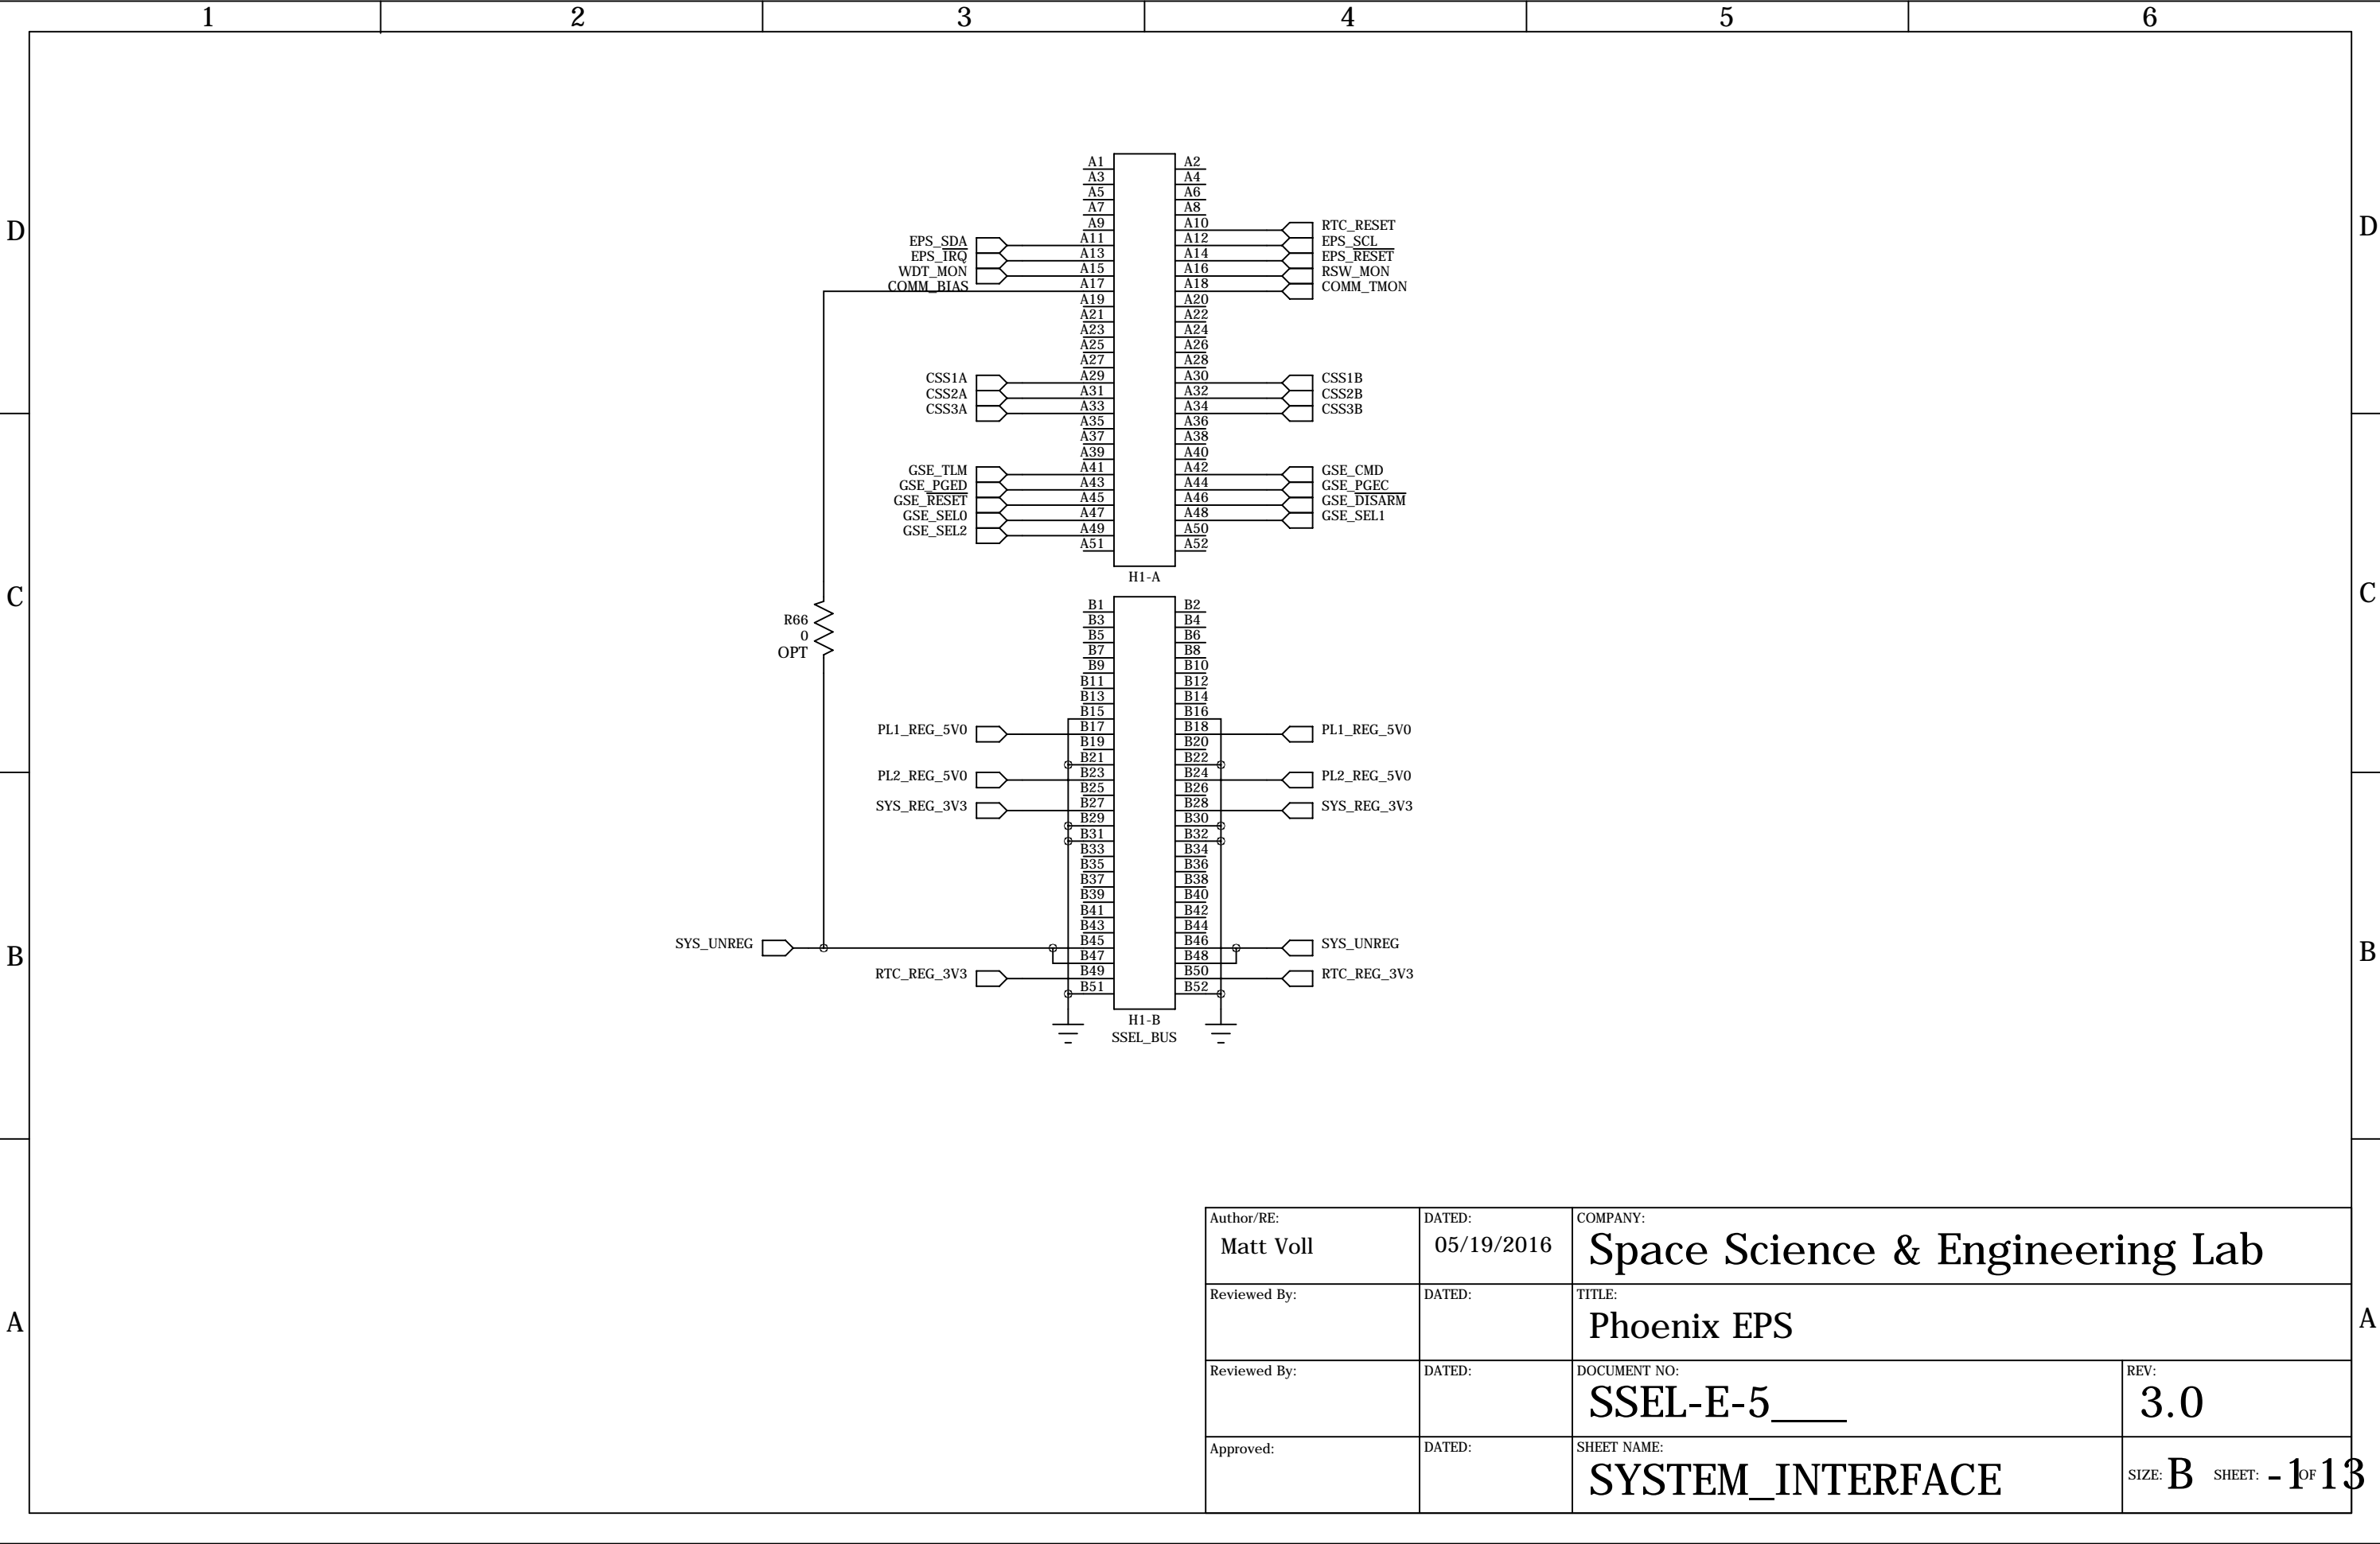 1 2 3 4 5 6
D D
C C
B B
A A
A1 A2
A3 A4
A5 A6
A7 A8
A9 A10 RTC_RESET
EPS_SDA A11 A12 EPS_SCL
EPS_IRQ A13 A14 EPS_RESET
WDT_MON A15 A16 RSW_MON
COMM_BIAS A17 A18 COMM_TMON
A19 A20
A21 A22
A23 A24
A25 A26
A27 A28
CSS1A A29 A30 CSS1B
CSS2A A31 A32 CSS2B
CSS3A A33 A34 CSS3B
A35 A36
A37 A38
A39 A40
GSE_TLM A41 A42 GSE_CMD
GSE_PGED A43 A44 GSE_PGEC
GSE_RESET A45 A46 GSE_DISARM
GSE_SEL0 A47 A48 GSE_SEL1
GSE_SEL2 A49 A50
A51 A52
H1-A
R66
0
OPT
B1 B2
B3 B4
B5 B6
B7 B8
B9 B10
B11 B12
B13 B14
B15 B16
PL1_REG_5V0 B17 B18 PL1_REG_5V0
B19 B20
B21 B22
PL2_REG_5V0 B23 B24 PL2_REG_5V0
B25 B26
SYS_REG_3V3 B27 B28 SYS_REG_3V3
B29 B30
B31 B32
B33 B34
B35 B36
B37 B38
B39 B40
B41 B42
B43 B44
SYS_UNREG B45 B46 SYS_UNREG
B47 B48
RTC_REG_3V3 B49 B50 RTC_REG_3V3
B51 B52
H1-B
SSEL_BUS
Author/RE: DATED: COMPANY:
Matt Voll 05/19/2016 Space Science & Engineering Lab
Reviewed By: DATED: TITLE:
Phoenix EPS
Reviewed By: DATED: DOCUMENT NO: REV:
SSEL-E-5___ 3.0
Approved: DATED: SHEET NAME:
SYSTEM_INTERFACE SIZE: B SHEET: -1 OF 13